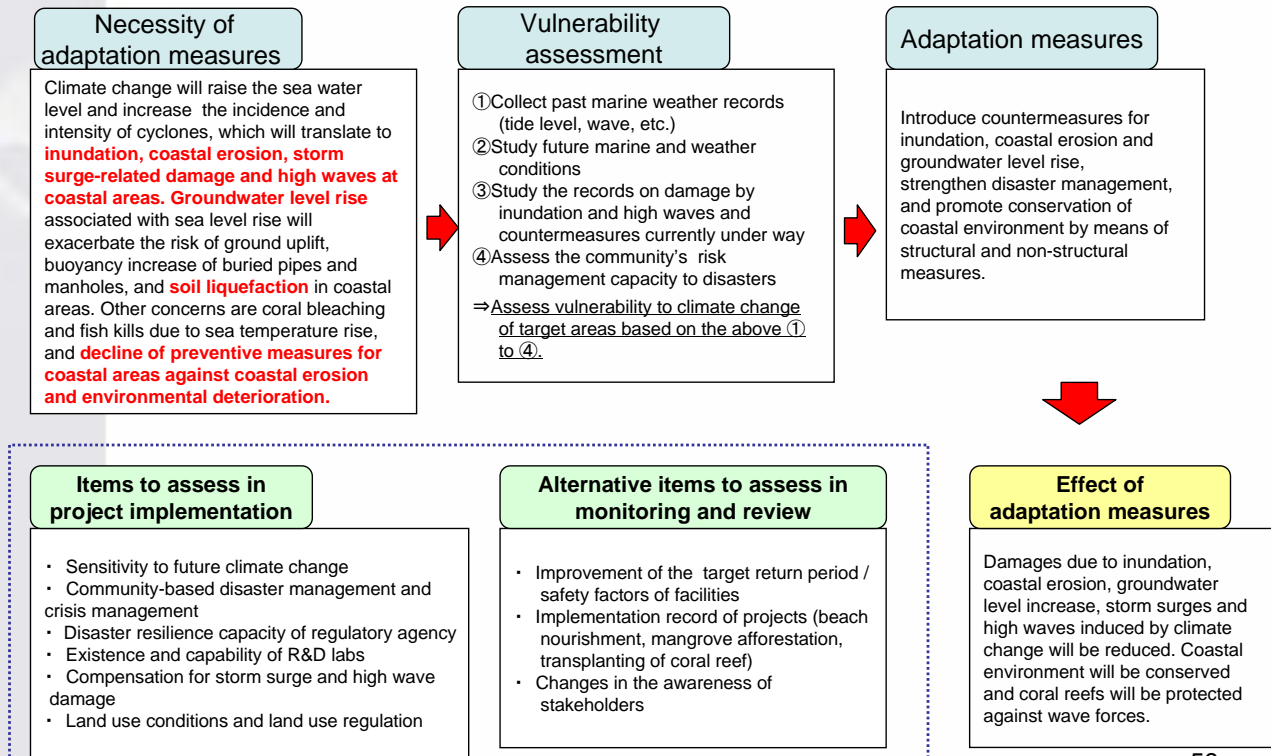 Necessity of
adaptation measures
Climate change will raise the sea water
level and increase  the incidence and
intensity of cyclones, which will translate to
inundation, coastal erosion, storm
surge-related damage and high waves at
coastal areas. Groundwater level rise
associated with sea level rise will
exacerbate the risk of ground uplift,
buoyancy increase of buried pipes and
manholes, and soil liquefaction in coastal
areas. Other concerns are coral bleaching
and fish kills due to sea temperature rise,
and decline of preventive measures for
coastal areas against coastal erosion
and environmental deterioration.
Vulnerability
assessment
①Collect past marine weather records
(tide level, wave, etc.)
②Study future marine and weather
conditions
③Study the records on damage by
inundation and high waves and
countermeasures currently under way
④Assess the community's  risk
management capacity to disasters
⇒Assess vulnerability to climate change
of target areas based on the above ①
to ④.
Adaptation measures
Introduce countermeasures for
inundation, coastal erosion and
groundwater level rise,
strengthen disaster management,
and promote conservation of
coastal environment by means of
structural and non-structural
measures.
Items to assess in
project implementation
・ Sensitivity to future climate change
・ Community-based disaster management and
crisis management
・ Disaster resilience capacity of regulatory agency
・ Existence and capability of R&D labs
・ Compensation for storm surge and high wave
damage
・ Land use conditions and land use regulation
Alternative items to assess in
monitoring and review
・ Improvement of the  target return period /
safety factors of facilities
・ Implementation record of projects (beach
nourishment, mangrove afforestation,
transplanting of coral reef)
・ Changes in the awareness of
stakeholders
Effect of
adaptation measures
Damages due to inundation,
coastal erosion, groundwater
level increase, storm surges and
high waves induced by climate
change will be reduced. Coastal
environment will be conserved
and coral reefs will be protected
against wave forces.